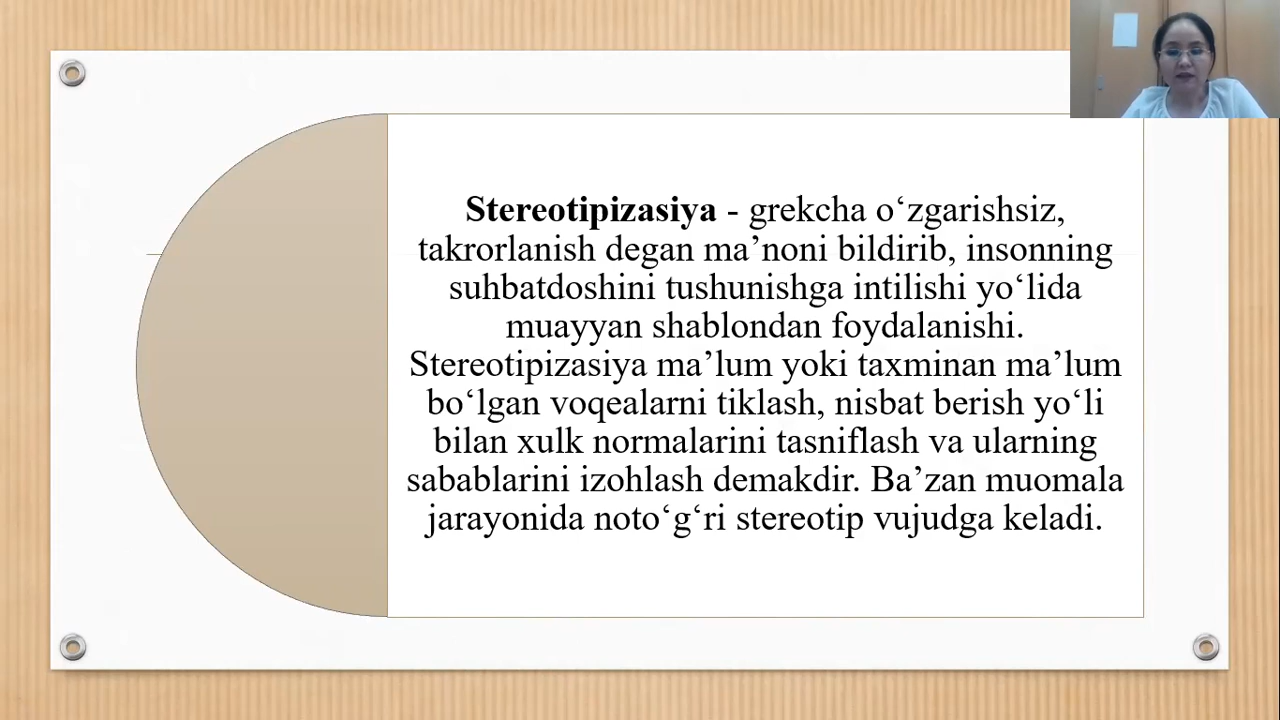 Stereotipizasiya - grekcha o‘zgarishsiz,
takrorlanish degan ma’noni bildirib, insonning
suhbatdoshini tushunishga intilishi yo‘lida
muayyan shablondan foydalanishi.
Stereotipizasiya ma’lum yoki taxminan ma’lum
bo‘lgan voqealarni tiklash, nisbat berish yo‘li
bilan xulk normalarini tasniflash va ularning
sabablarini izohlash demakdir. Ba’zan muomala
jarayonida noto‘g‘ri stereotip vujudga keladi.